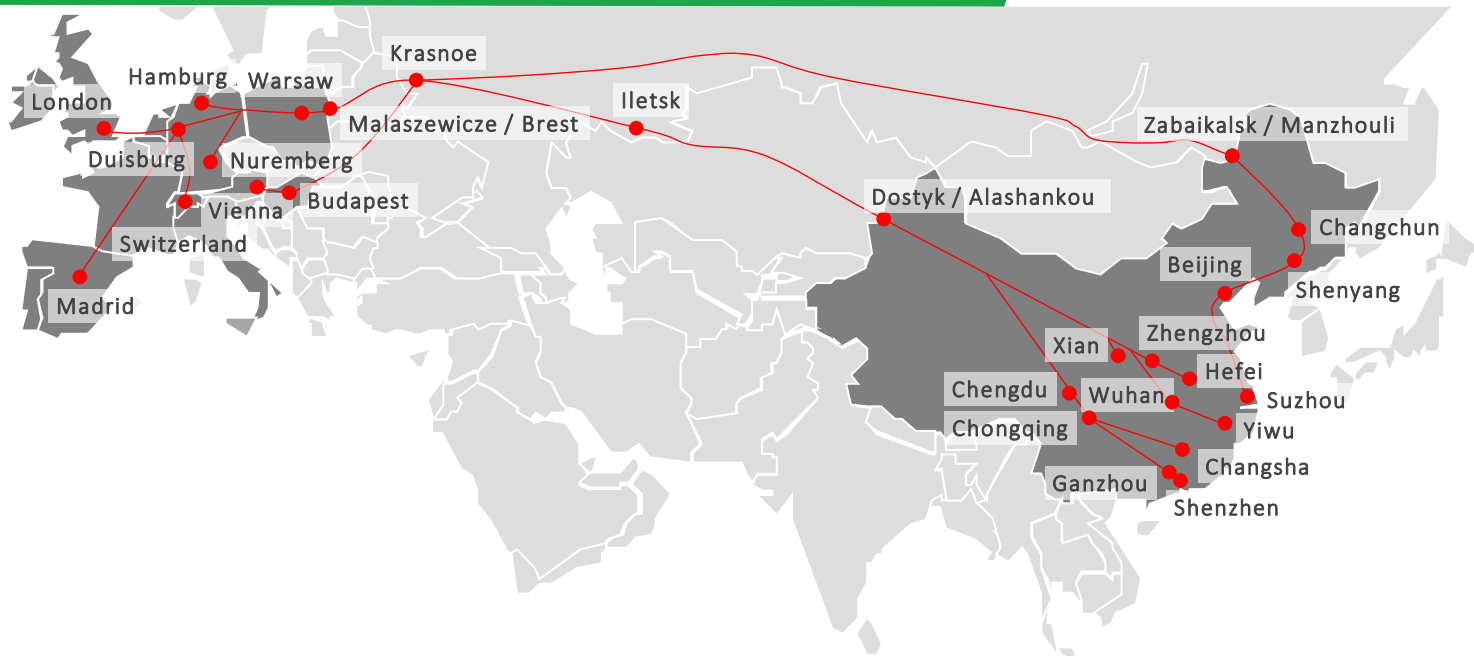 Krasnoe
Hamburg
Warsaw
London
Iletsk
Malaszewicze / Brest
Zabaikalsk / Manzhouli
Duisburg
Nuremberg
Vienna
Budapest
Dostyk / Alashankou
Switzerland
Changchun
Beijing
Shenyang
Madrid
Zhengzhou
Xian
Hefei
Chengdu
Wuhan
Suzhou
Chongqing
Yiwu
Changsha
Ganzhou
Shenzhen